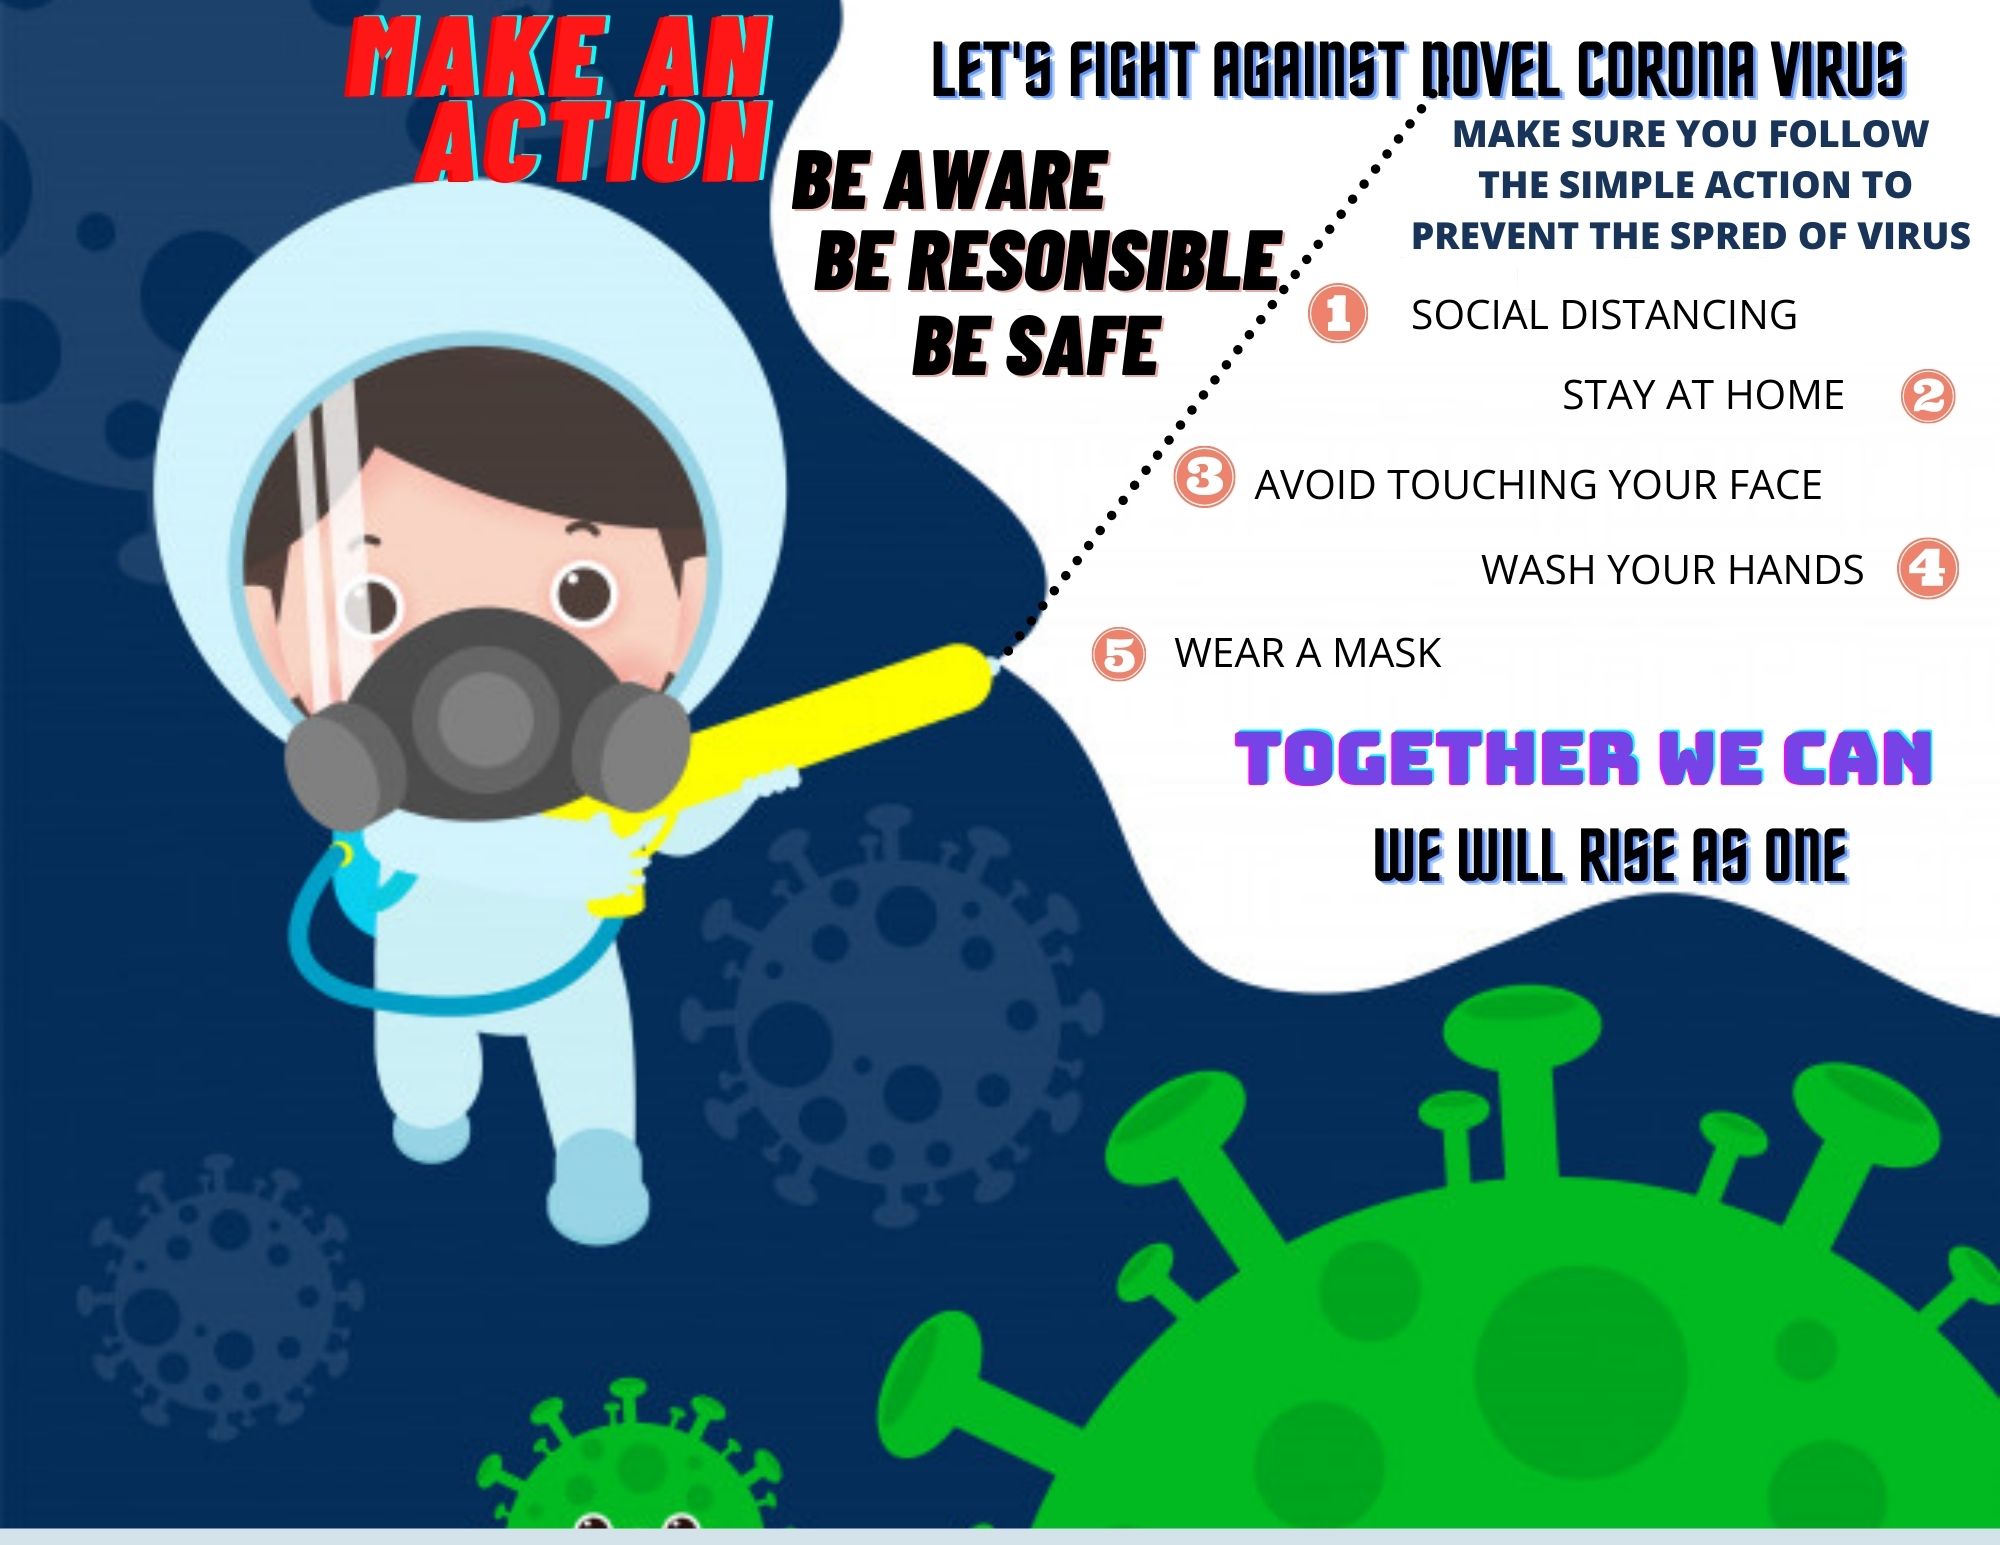 MAKE AN
ACTION
LET'S FIGHT AGAINST NOVEL CORONA VIRUS
BE AWARE
BE RESONSIBLE
BE SAFE
MAKE SURE YOU FOLLOW
THE SIMPLE ACTION TO
PREVENT THE SPRED OF VIRUS
1 SOCIAL DISTANCING
STAY AT HOME 2
3 AVOID TOUCHING YOUR FACE
WASH YOUR HANDS 4
5 WEAR A MASK
TOGETHER WE CAN
WE WILL RISE AS ONE